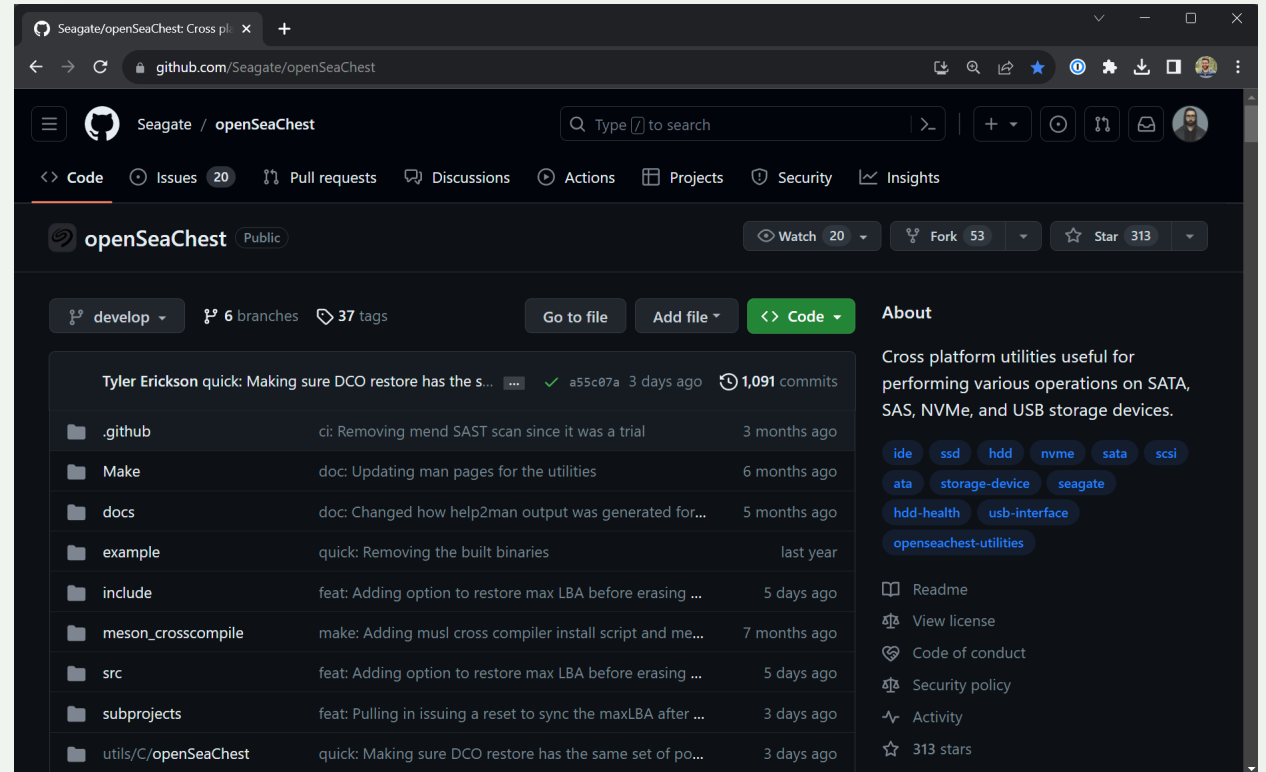 Seagate/openSeaChest: Cross pla
github.com/Seagate/openSeaChest
Seagate / openSeaChest
Type / to search
Code Issues 20 Pull requests Discussions Actions Projects Security Insights
openSeaChest Public
Watch 20 Fork 53 Star 313
develop 6 branches 37 tags Go to file Add file Code
Tyler Erickson quick: Making sure DCO restore has the s... ... a55c07a 3 days ago 1,091 commits
.github ci: Removing mend SAST scan since it was a trial 3 months ago
Make doc: Updating man pages for the utilities 6 months ago
docs doc: Changed how help2man output was generated for... 5 months ago
example quick: Removing the built binaries last year
include feat: Adding option to restore max LBA before erasing ... 5 days ago
meson_crosscompile make: Adding musl cross compiler install script and me... 7 months ago
src feat: Adding option to restore max LBA before erasing ... 5 days ago
subprojects feat: Pulling in issuing a reset to sync the maxLBA after ... 3 days ago
utils/C/openSeaChest quick: Making sure DCO restore has the same set of po... 3 days ago
About
Cross platform utilities useful for
performing various operations on SATA,
SAS, NVMe, and USB storage devices.
ide ssd hdd nvme sata scsi
ata storage-device seagate
hdd-health usb-interface
openseachest-utilities
Readme
View license
Code of conduct
Security policy
Activity
313 stars